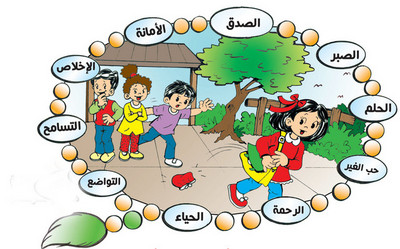 الصدق
الأمانة
الصبر
الإخلاص
الحلم
التسامح
حب الغير
التواضع
الرحمة
الحياء